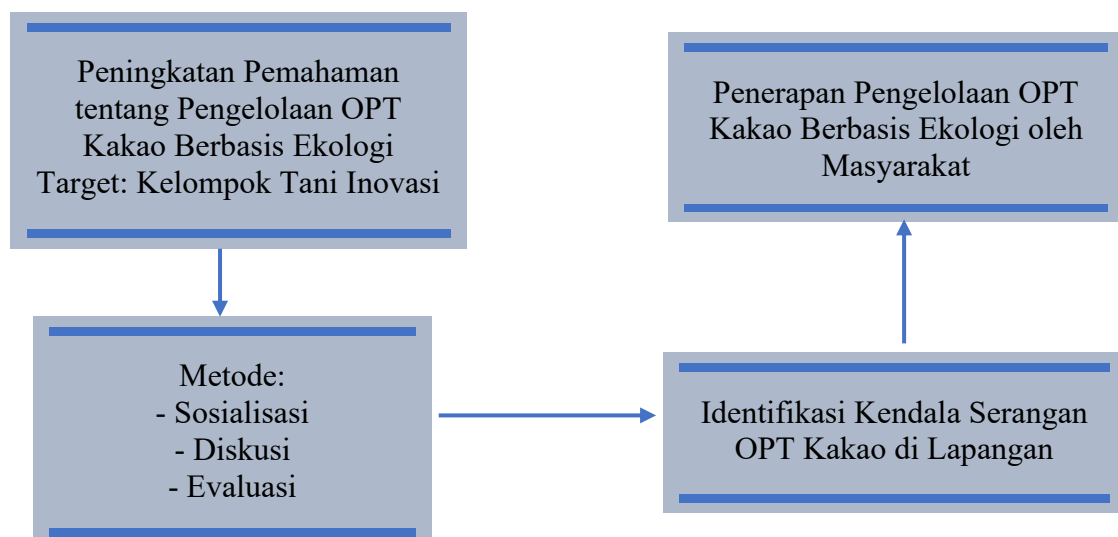 Peningkatan Pemahaman
tentang Pengelolaan OPT
Kakao Berbasis Ekologi
Target: Kelompok Tani Inovasi
Metode:
- Sosialisasi
- Diskusi
- Evaluasi
Identifikasi Kendala Serangan
OPT Kakao di Lapangan
Penerapan Pengelolaan OPT
Kakao Berbasis Ekologi oleh
Masyarakat